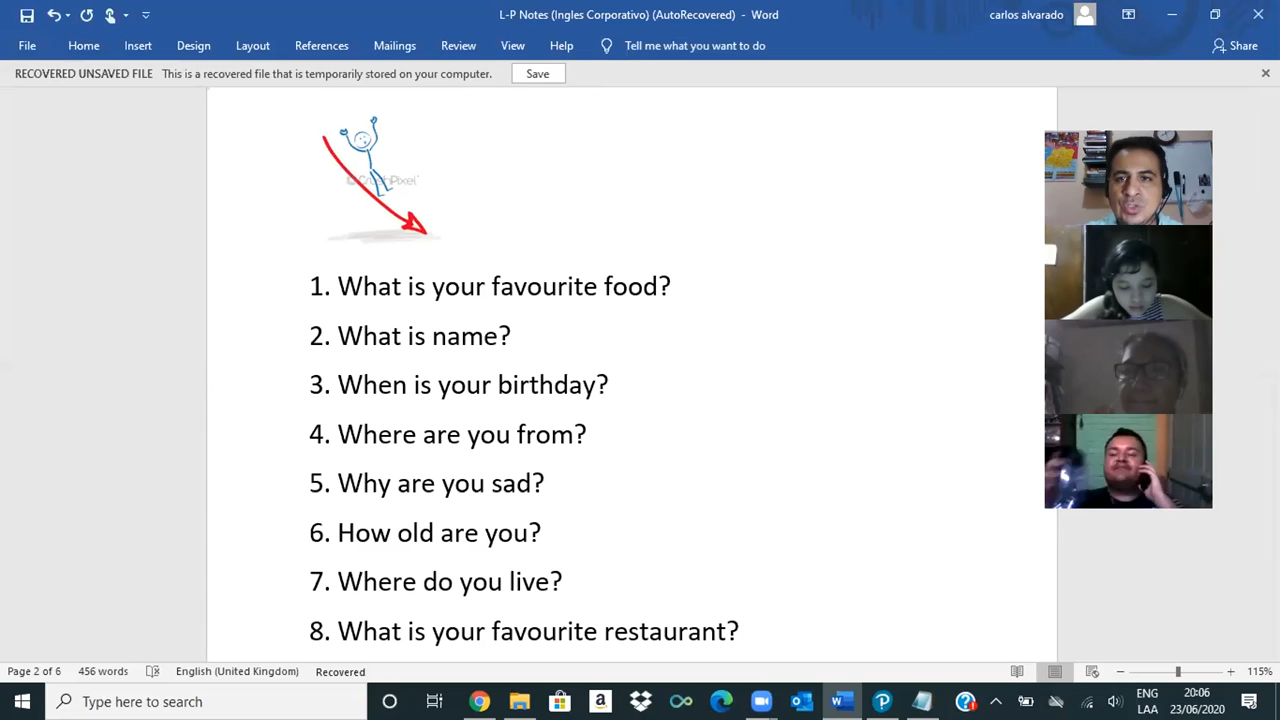 L-P Notes (Ingles Corporativo) (AutoRecovered) - Word
carlos alvarado
File Home Insert Design Layout References Mailings Review View Help Tell me what you want to do Share
RECOVERED UNSAVED FILE This is a recovered file that is temporarily stored on your computer. Save
1. What is your favourite food?
2. What is name?
3. When is your birthday?
4. Where are you from?
5. Why are you sad?
6. How old are you?
7. Where do you live?
8. What is your favourite restaurant?
Page 2 of 6 456 words English (United Kingdom) Recovered 115%
Type here to search
ENG 20:06
LAA 23/06/2020